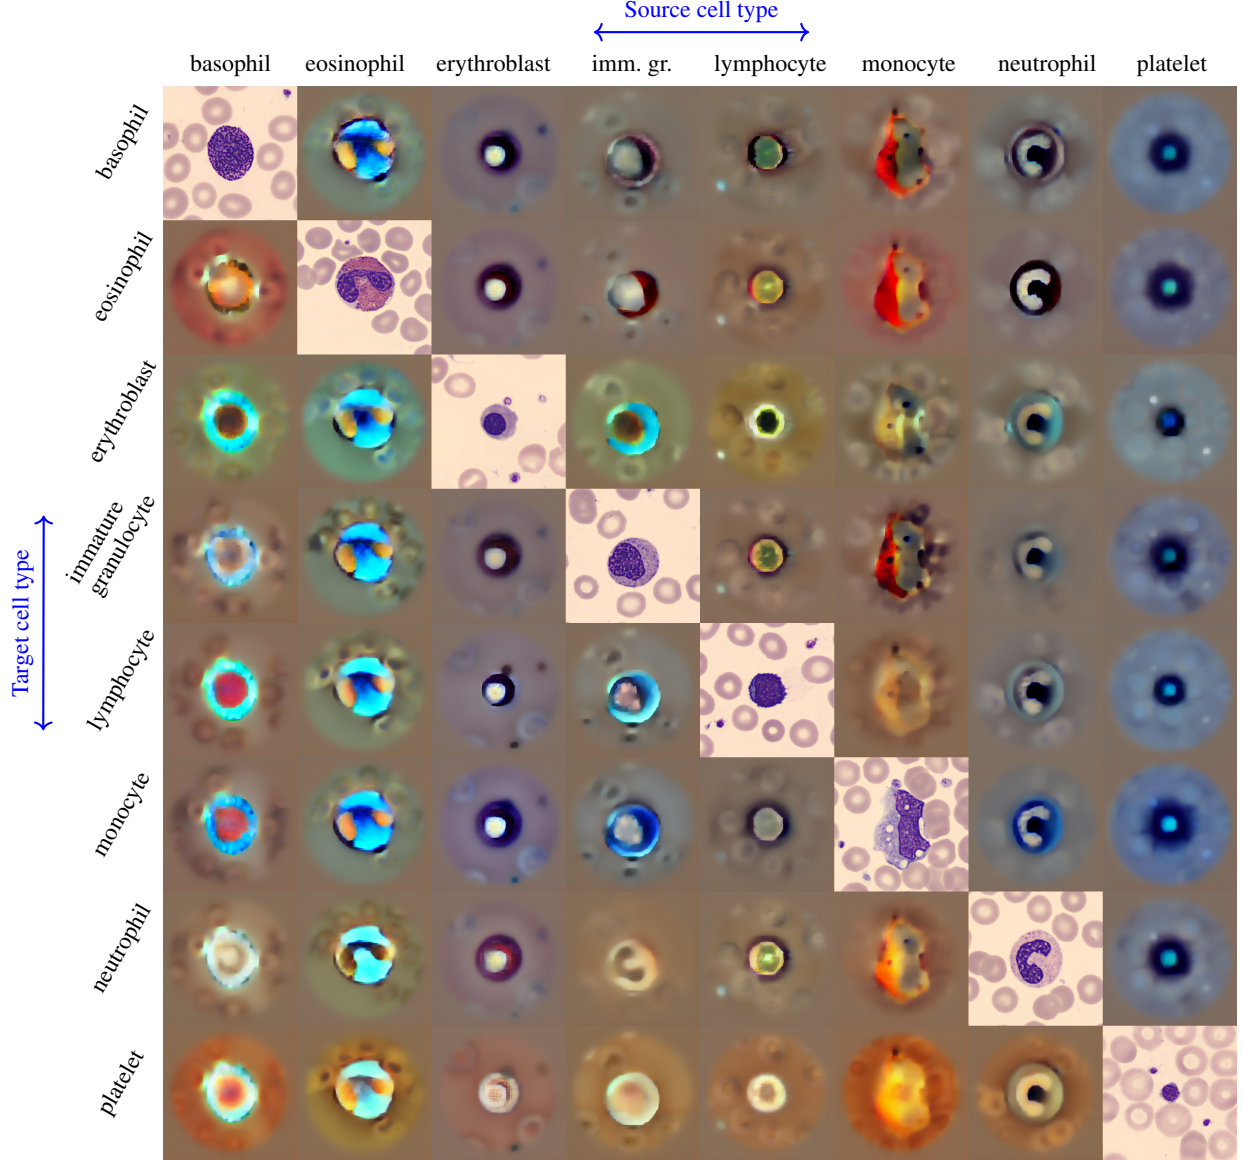 Source cell type
basophil eosinophil erythroblast imm. gr. lymphocyte monocyte neutrophil platelet
basophil
eosinophil
erythroblast
immature
granulocyte
Target cell type
lymphocyte
monocyte
neutrophil
platelet